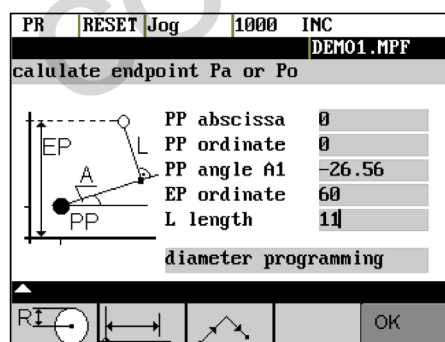 PR RESET Jog 1000 INC
DEMO1.MPF
calulate endpoint Pa or Po
PP abscissa 0
PP ordinate 0
PP angle A1 -26.56
EP ordinate 60
L length 11
EP
L
A
PP
diameter programming
R
OK